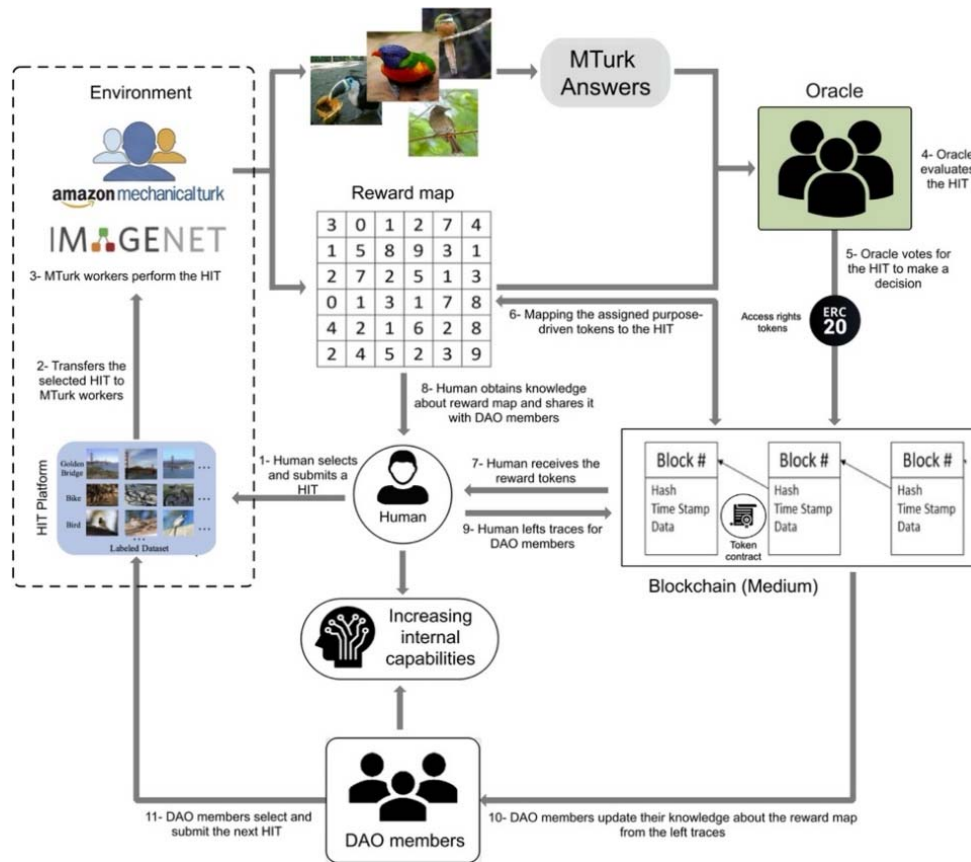 Environment
amazon mechanical turk
IMAGENET
3- MTurk workers perform the HIT
2- Transfers the
selected HIT to
MTurk workers
HIT Platform
Golden
Bridge
...
Bike
...
Bird
...
...
Labeled Dataset
MTurk
Answers
Reward map
3 0 1 2 7 4
1 5 8 9 3 1
2 7 2 5 1 3
0 1 3 1 7 8
4 2 1 6 2 8
2 4 5 2 3 9
Oracle
4- Oracle
evaluates
the HIT
5- Oracle votes for
the HIT to make a
decision
Access rights
tokens
ERC
20
6- Mapping the assigned purpose-
driven tokens to the HIT
8- Human obtains knowledge
about reward map and shares it
with DAO members
1- Human selects
and submits a
HIT
Human
7- Human receives the
reward tokens
9- Human lefts traces for
DAO members
Block #
Hash
Time Stamp
Data
Token
contract
Block #
Hash
Time Stamp
Data
Block #
Hash
Time Stamp
Data
Blockchain (Medium)
Increasing
internal
capabilities
DAO members
11- DAO members select and
submit the next HIT
10- DAO members update their knowledge about the reward map
from the left traces